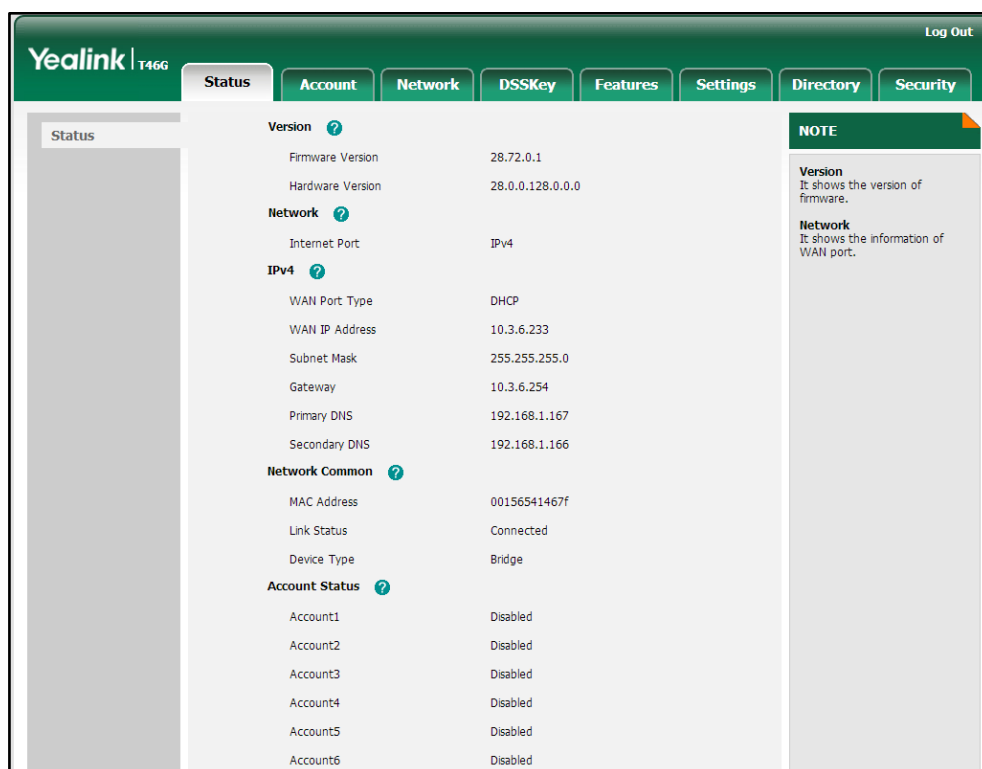 Log Out
Yealink T46G
Status Account Network DSSKey Features Settings Directory Security
Status
Version ?
Firmware Version 28.72.0.1
Hardware Version 28.0.0.128.0.0.0
Network ?
Internet Port IPv4
IPv4 ?
WAN Port Type DHCP
WAN IP Address 10.3.6.233
Subnet Mask 255.255.255.0
Gateway 10.3.6.254
Primary DNS 192.168.1.167
Secondary DNS 192.168.1.166
Network Common ?
MAC Address 00156541467f
Link Status Connected
Device Type Bridge
Account Status ?
Account1 Disabled
Account2 Disabled
Account3 Disabled
Account4 Disabled
Account5 Disabled
Account6 Disabled
NOTE
Version
It shows the version of
firmware.
Network
It shows the information of
WAN port.